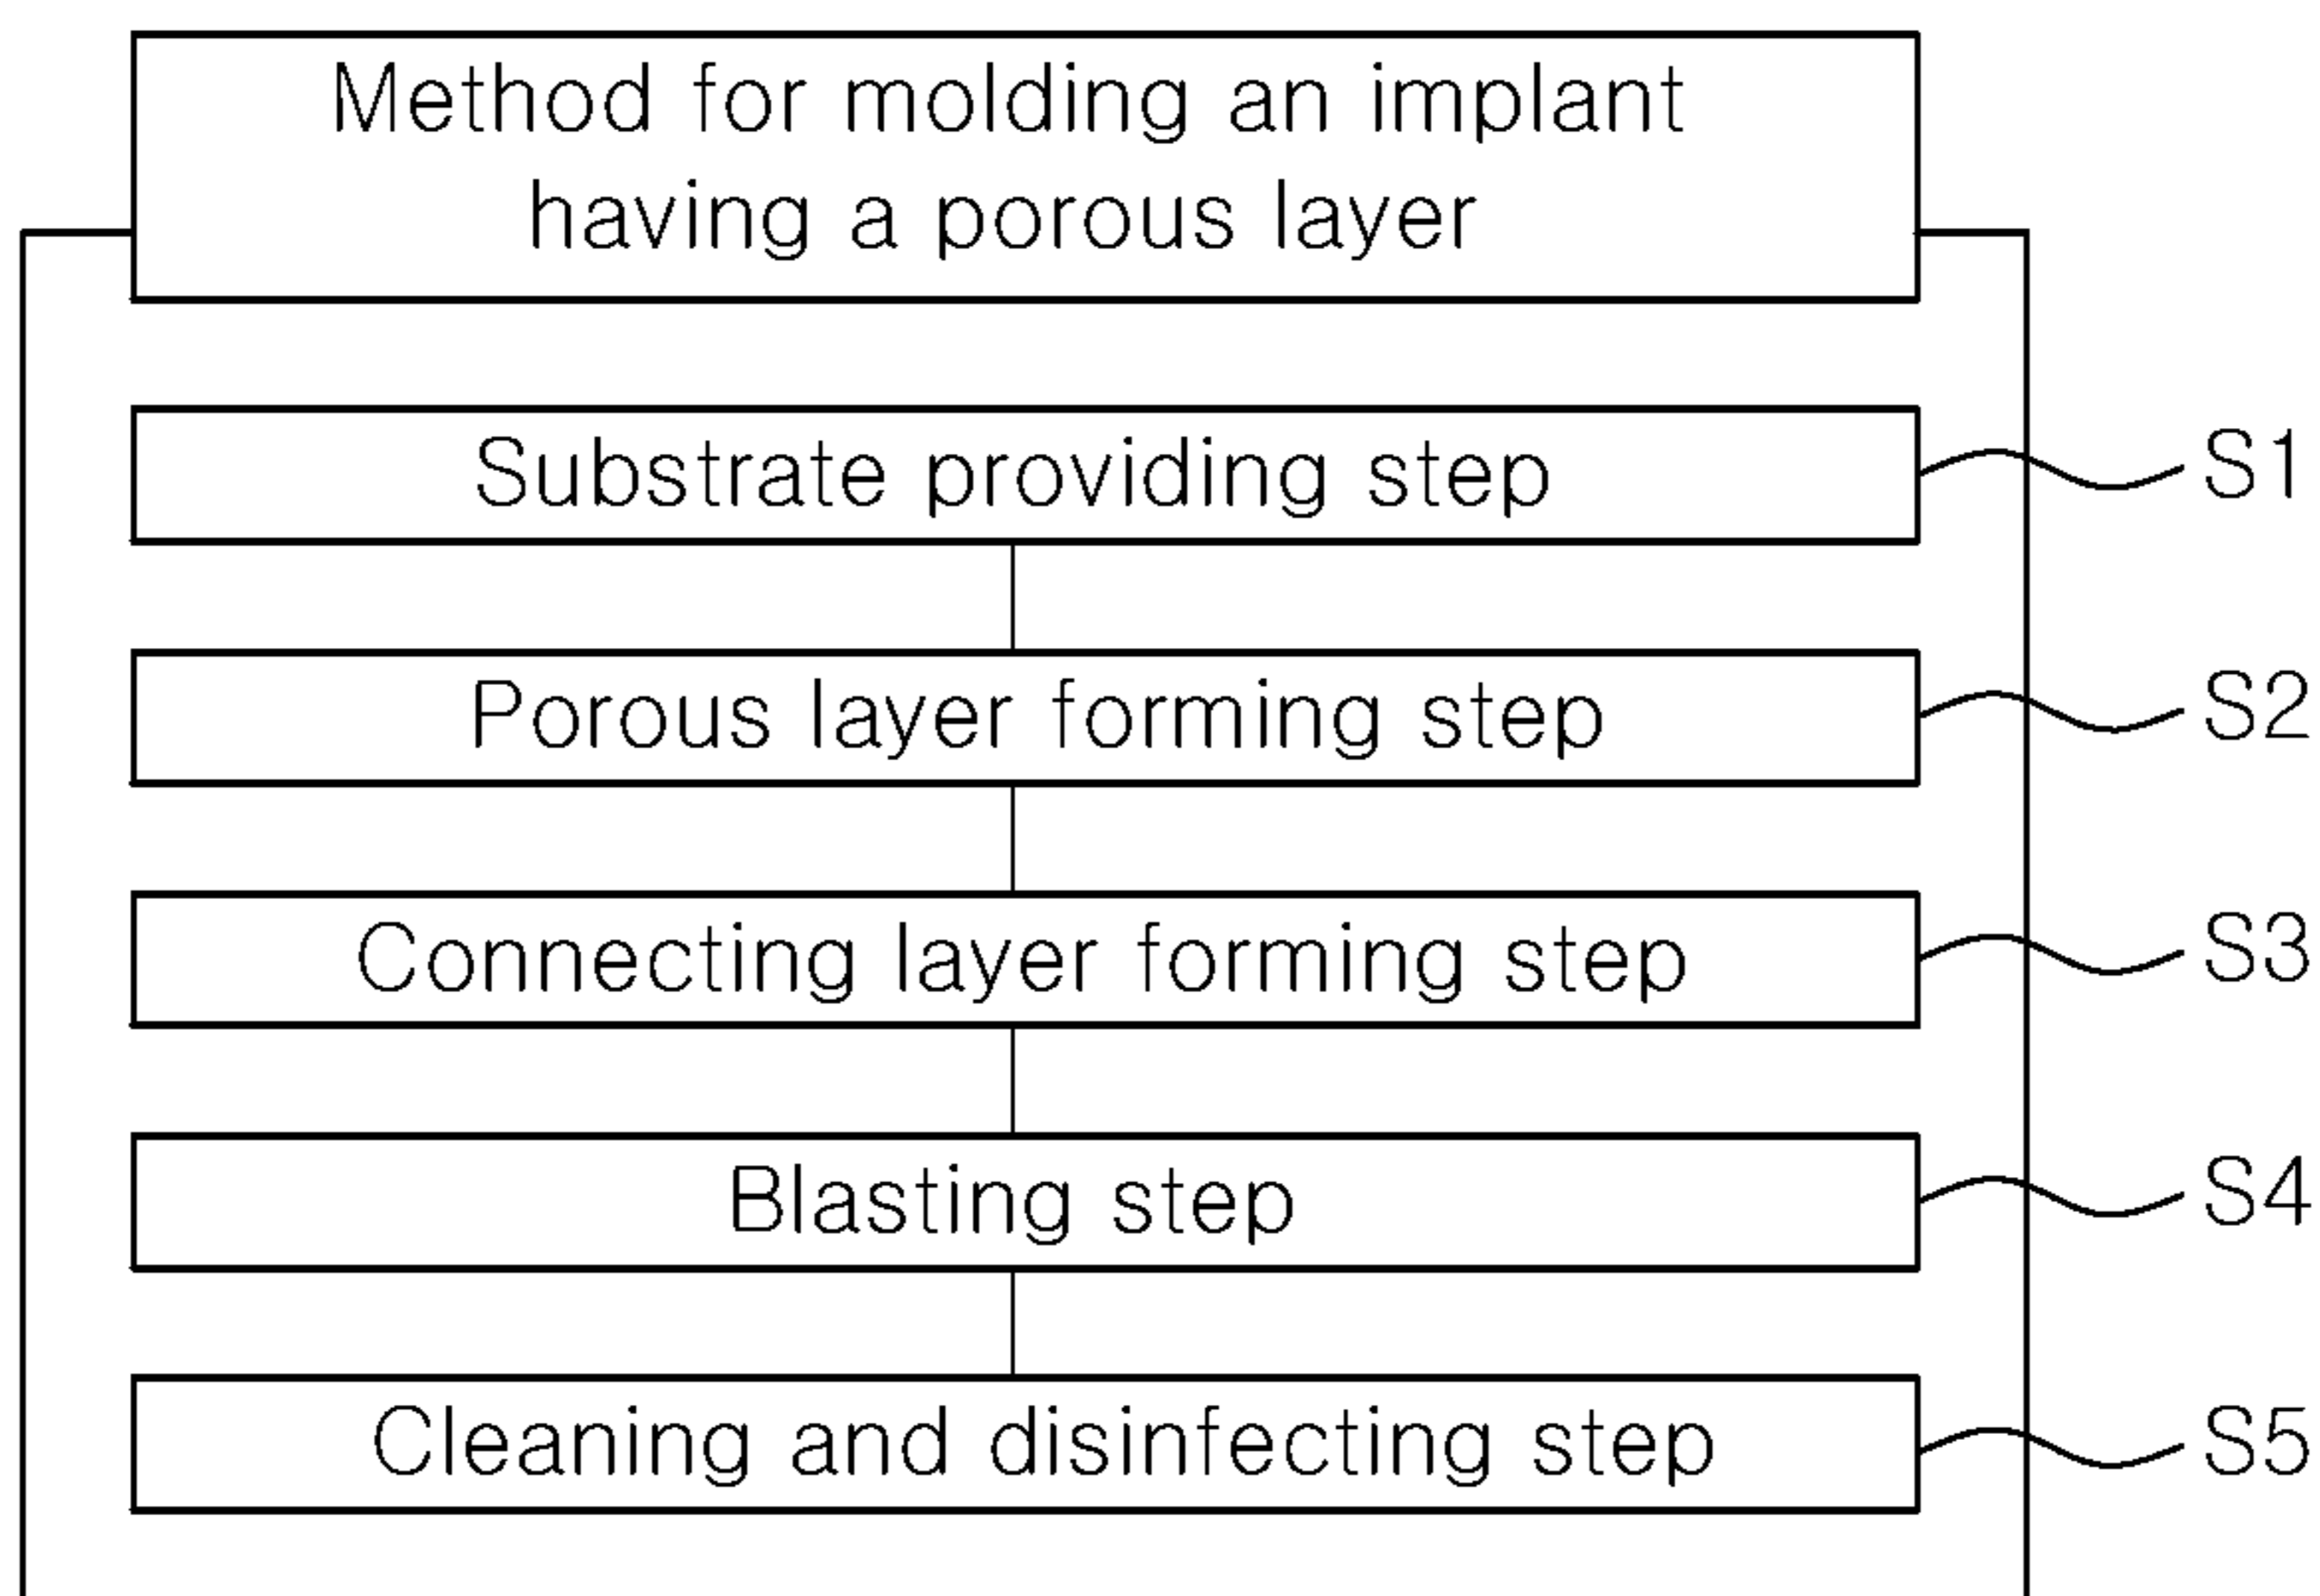 Method for molding an implant
having a porous layer
Substrate providing step
S1
Porous layer forming step
S2
Connecting layer forming step
S3
Blasting step
S4
Cleaning and disinfecting step
S5